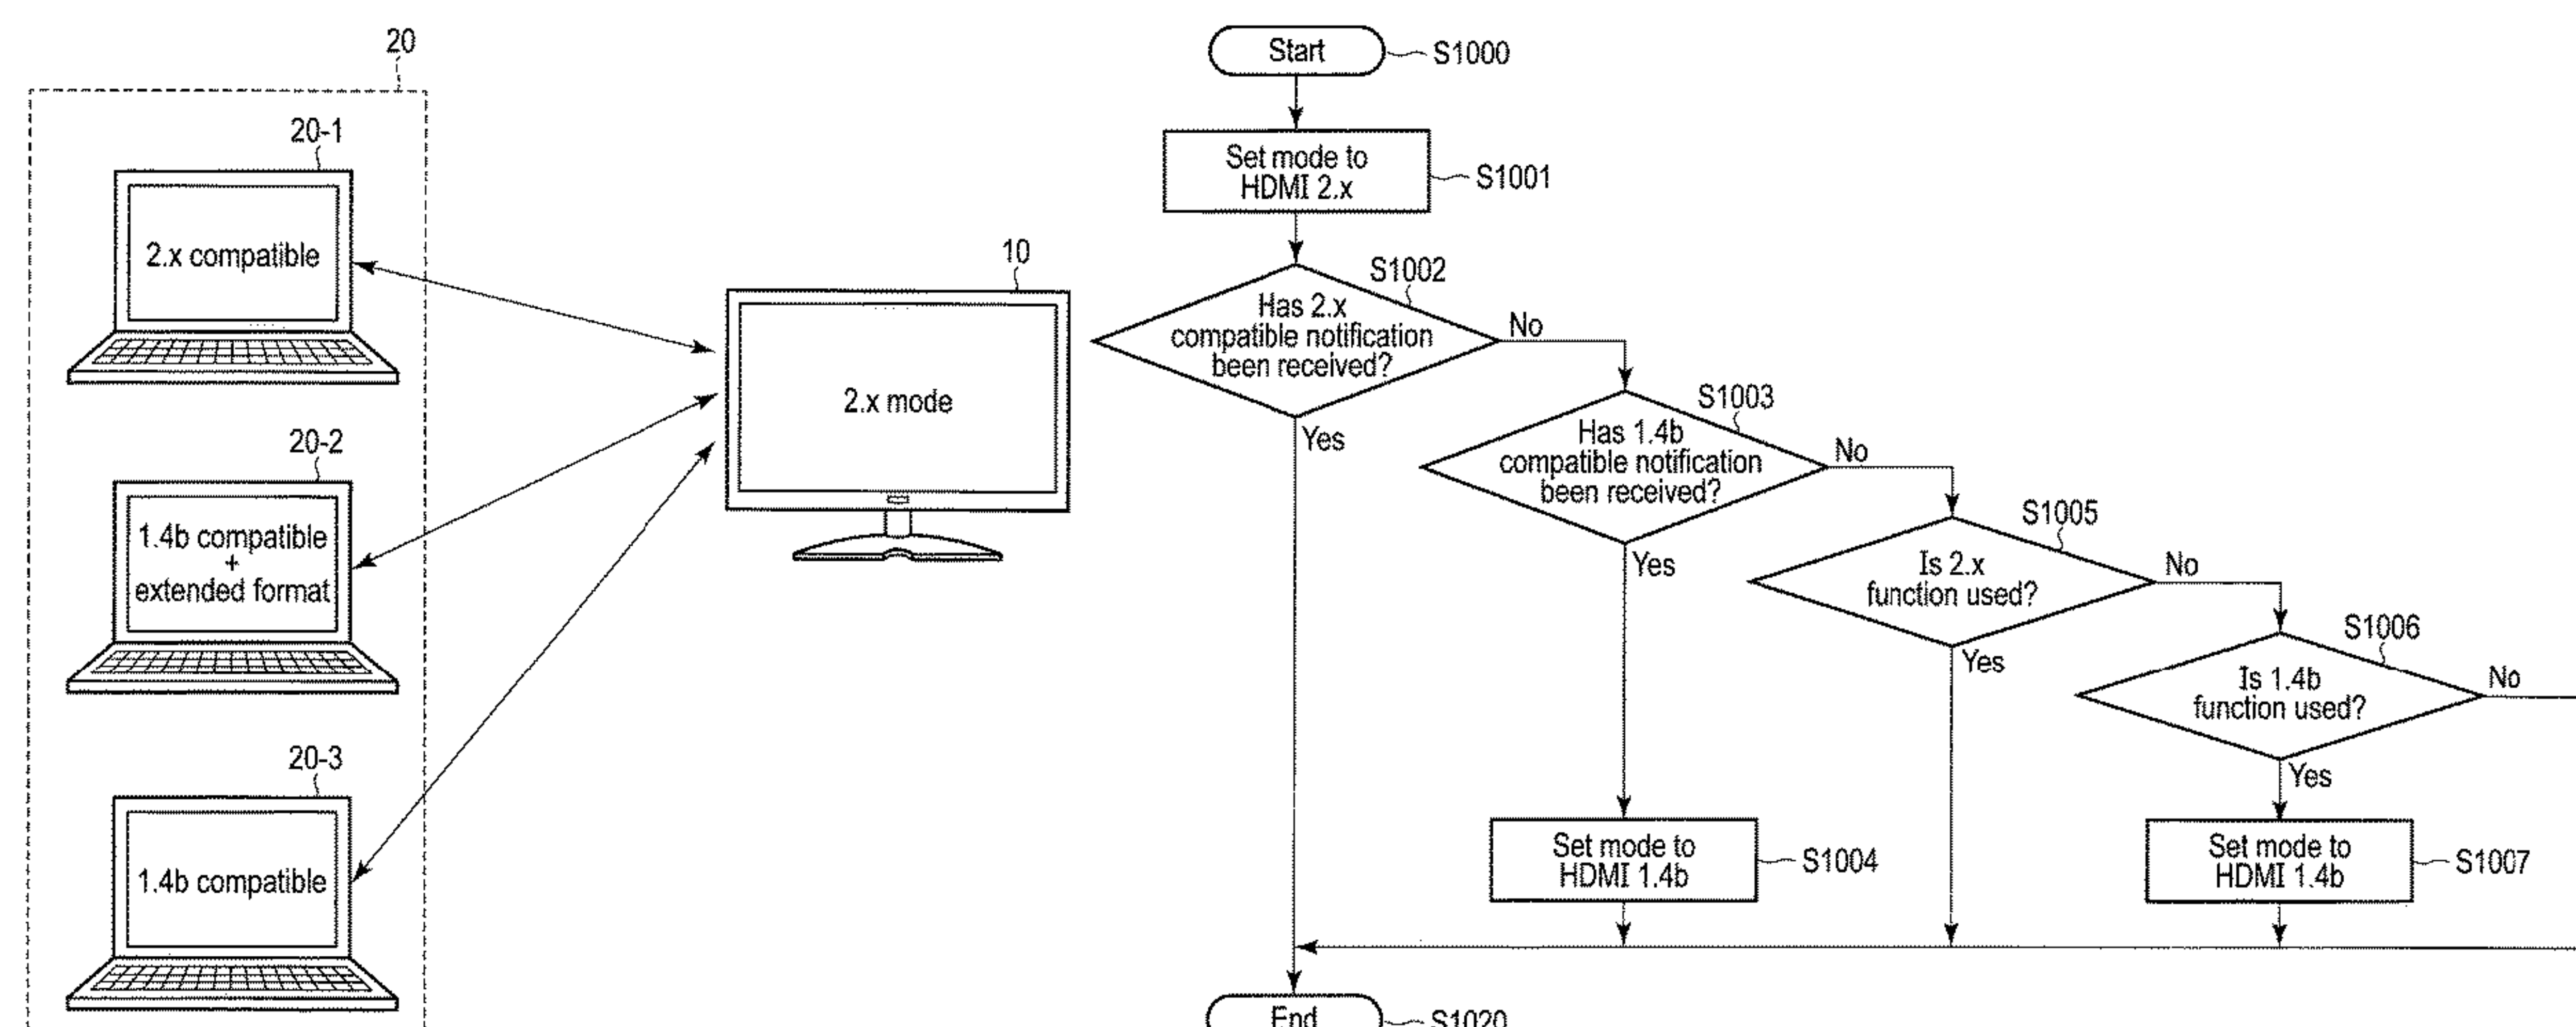 20
20-1
2.x compatible
20-2
1.4b compatible
+
extended format
20-3
1.4b compatible
10
2.x mode
Start
S1000
Set mode to
HDMI 2.x
S1001
S1002
Has 2.x
compatible notification
been received?
No
Yes
S1003
Has 1.4b
compatible notification
been received?
No
Yes
S1005
Is 2.x
function used?
No
Yes
S1006
Is 1.4b
function used?
No
Yes
Set mode to
HDMI 1.4b
S1004
Set mode to
HDMI 1.4b
S1007
End
S1020